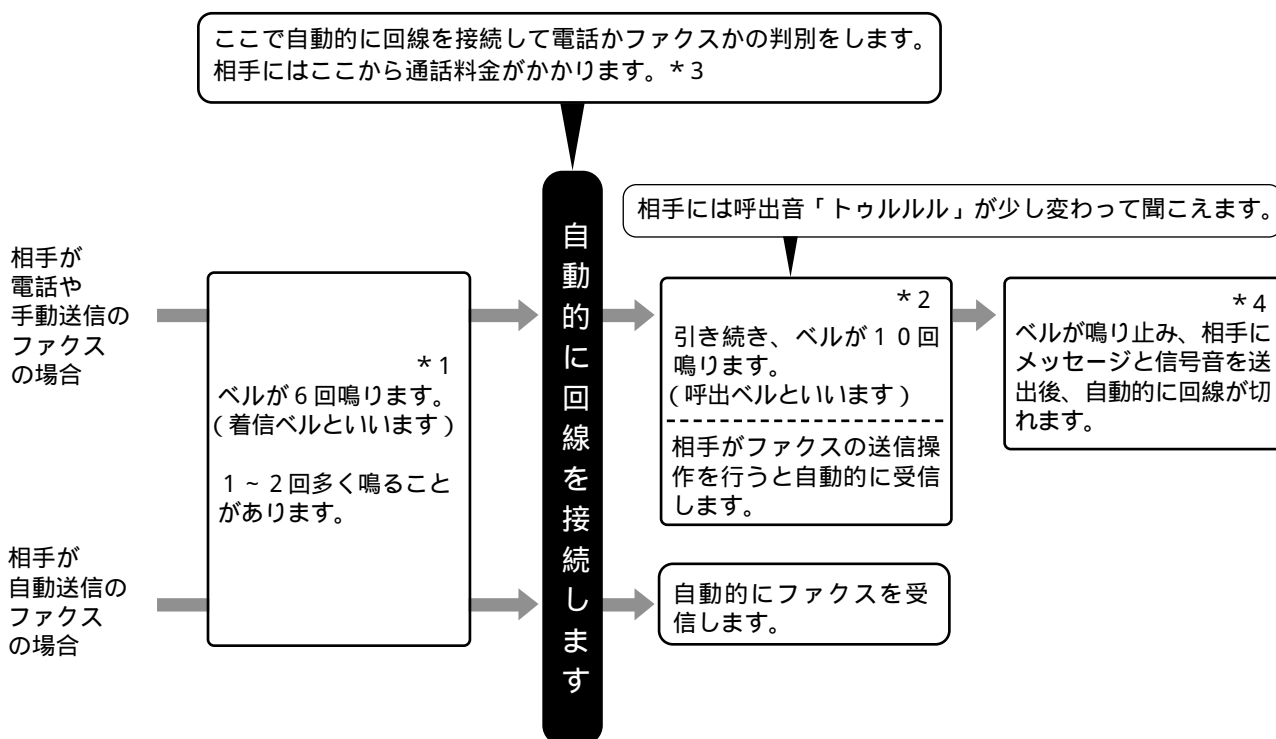 ここで自動的に回線を接続して電話かファクスかの判別をします。
相手にはここから通話料金がかかります。＊3
相手には呼出音「トゥルルル」が少し変わって聞こえます。
相手が
電話や
手動送信の
ファクス
の場合
＊1
ベルが6回鳴ります。
（着信ベルといいます）
1～2回多く鳴ること
があります。
自動的に回線を接続します
＊2
引き続き、ベルが10回
鳴ります。
（呼出ベルといいます）
相手がファクスの送信操
作を行うと自動的に受信
します。
＊4
ベルが鳴り止み、相手に
メッセージと信号音を送
出後、自動的に回線が切
れます。
相手が
自動送信の
ファクス
の場合
自動的にファクスを受
信します。